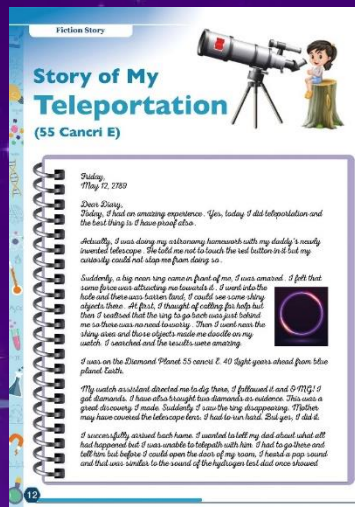 Fiction Story
Story of My
Teleportation
(55 Cancri E)
Friday,
May 12, 2789
Dear Diary,
Today, I had an amazing experience. Yes, today I did teleportation and
the best thing is I have proof also.
Actually, I was doing my astronomy homework with my daddy's newly
invented telescope. He told me not to touch the red button in it but my
curiosity could not stop me from doing so.
Suddenly, a big neon ring came in front of me, I was amazed. I felt that
some force was attracting me towards it. I went into the
hole and there was barren land, I could see some shiny
objects there. At first, I thought of calling for help but
then I realised that the ring to go back was just behind
me so there was no need to worry. Then I went near the
shiny ones and those objects made me doodle on my
watch. I searched and the results were amazing.
I was on the Diamond Planet 55 cancri E. 40 light years ahead from blue
planet Earth.
My watch assistant directed me to dig there, I followed it and OMG! I
got diamonds. I have also brought two diamonds as evidence. This was a
great discovery I made. Suddenly I saw the ring disappearing. Mother
may have covered the telescope lens. I had to run hard. But yes, I did it.
I successfully arrived back home. I wanted to tell my dad about what all
had happened but I was unable to telepath with him. I had to go there and
tell him but before I could open the door of my room, I heard a pop sound
and that was similar to the sound of the hydrogen test dad once showed
12